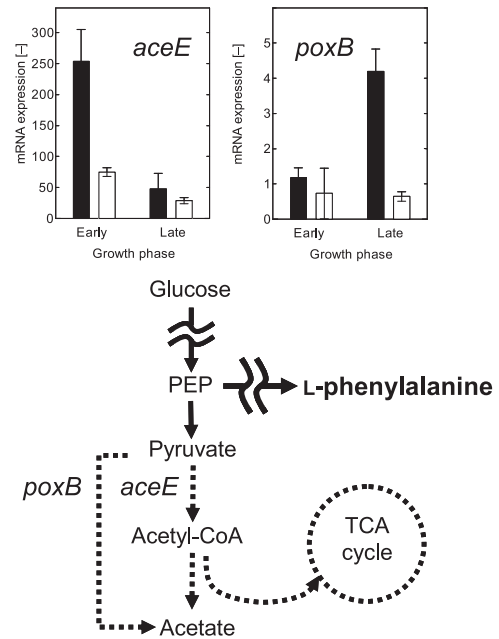 aceE
mRNA expression [–]
300
250
200
150
100
50
0
Early
Late
Growth phase
poxB
mRNA expression [–]
5
4
3
2
1
0
Early
Late
Growth phase
Glucose
PEP
L-phenylalanine
Pyruvate
poxB
aceE
Acetyl-CoA
TCA
cycle
Acetate